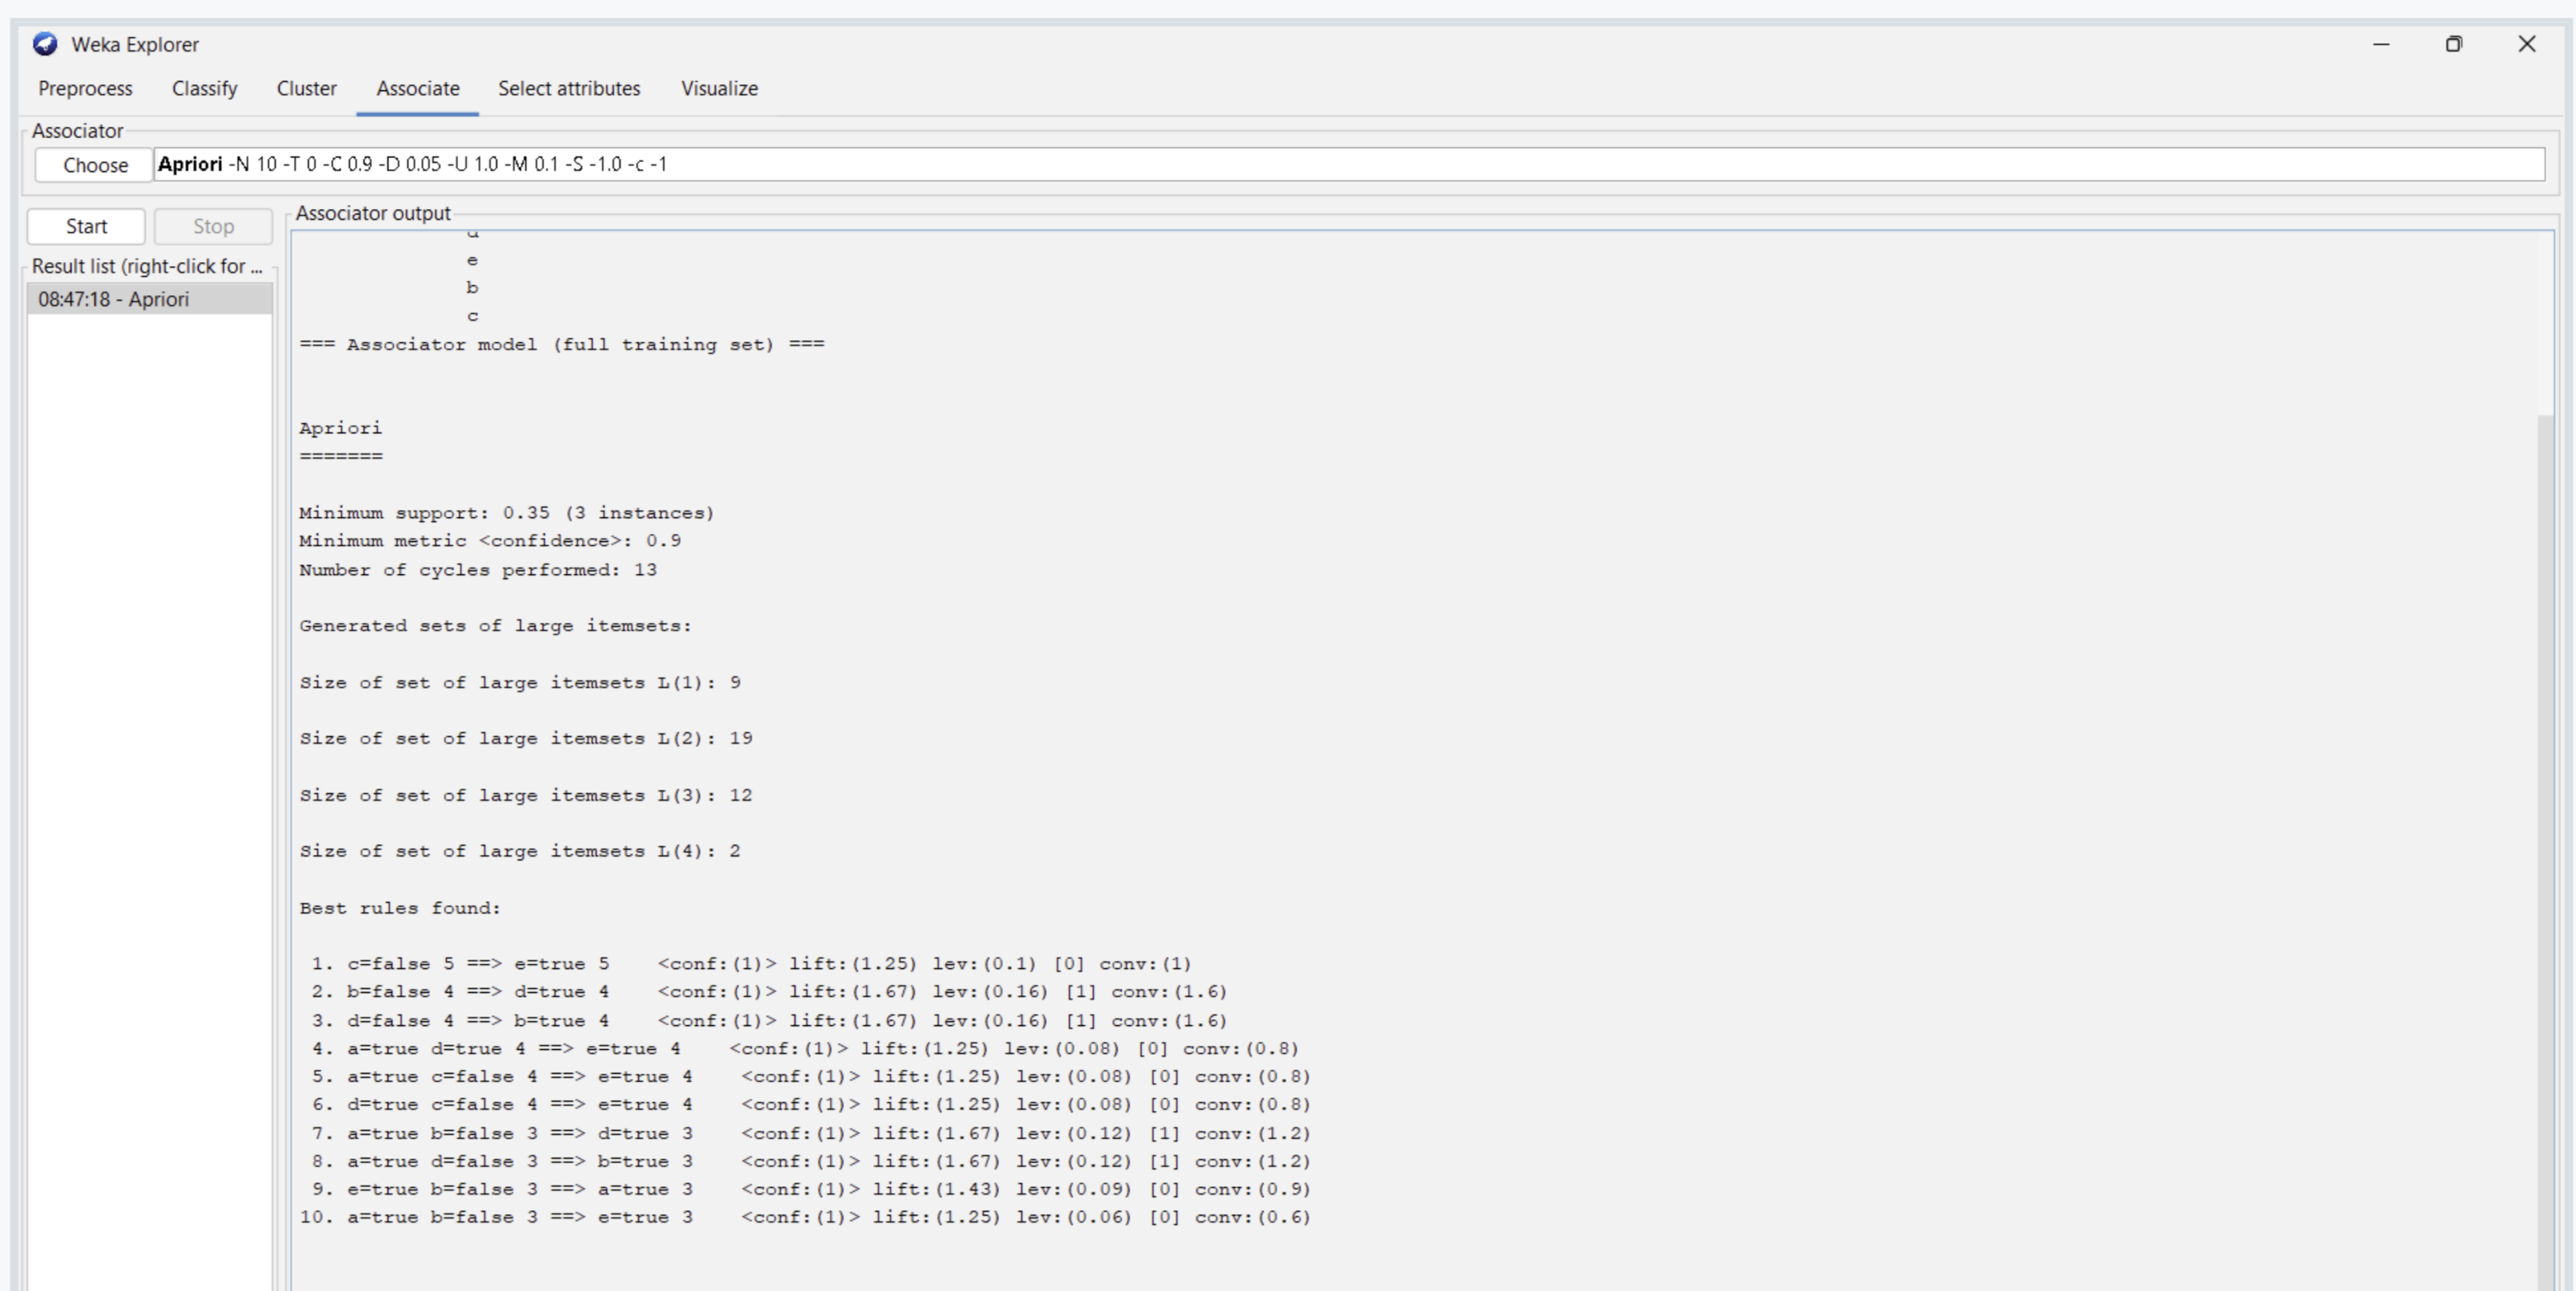 Weka Explorer
Preprocess Classify Cluster Associate Select attributes Visualize
Associator
Choose Apriori -N 10 -T 0 -C 0.9 -D 0.05 -U 1.0 -M 0.1 -S -1.0 -c -1
Start Stop
Associator output
Result list (right-click for ...
08:47:18 - Apriori
e
b
c
=== Associator model (full training set) ===
Apriori
=======
Minimum support: 0.35 (3 instances)
Minimum metric <confidence>: 0.9
Number of cycles performed: 13
Generated sets of large itemsets:
Size of set of large itemsets L(1): 9
Size of set of large itemsets L(2): 19
Size of set of large itemsets L(3): 12
Size of set of large itemsets L(4): 2
Best rules found:
1. c=false 5 ==> e=true 5 <conf:(1)> lift:(1.25) lev:(0.1) [0] conv:(1)
2. b=false 4 ==> d=true 4 <conf:(1)> lift:(1.67) lev:(0.16) [1] conv:(1.6)
3. d=false 4 ==> b=true 4 <conf:(1)> lift:(1.67) lev:(0.16) [1] conv:(1.6)
4. a=true d=true 4 ==> e=true 4 <conf:(1)> lift:(1.25) lev:(0.08) [0] conv:(0.8)
5. a=true c=false 4 ==> e=true 4 <conf:(1)> lift:(1.25) lev:(0.08) [0] conv:(0.8)
6. d=true c=false 4 ==> e=true 4 <conf:(1)> lift:(1.25) lev:(0.08) [0] conv:(0.8)
7. a=true b=false 3 ==> d=true 3 <conf:(1)> lift:(1.67) lev:(0.12) [1] conv:(1.2)
8. a=true d=false 3 ==> b=true 3 <conf:(1)> lift:(1.67) lev:(0.12) [1] conv:(1.2)
9. e=true b=false 3 ==> a=true 3 <conf:(1)> lift:(1.43) lev:(0.09) [0] conv:(0.9)
10. a=true b=false 3 ==> e=true 3 <conf:(1)> lift:(1.25) lev:(0.06) [0] conv:(0.6)